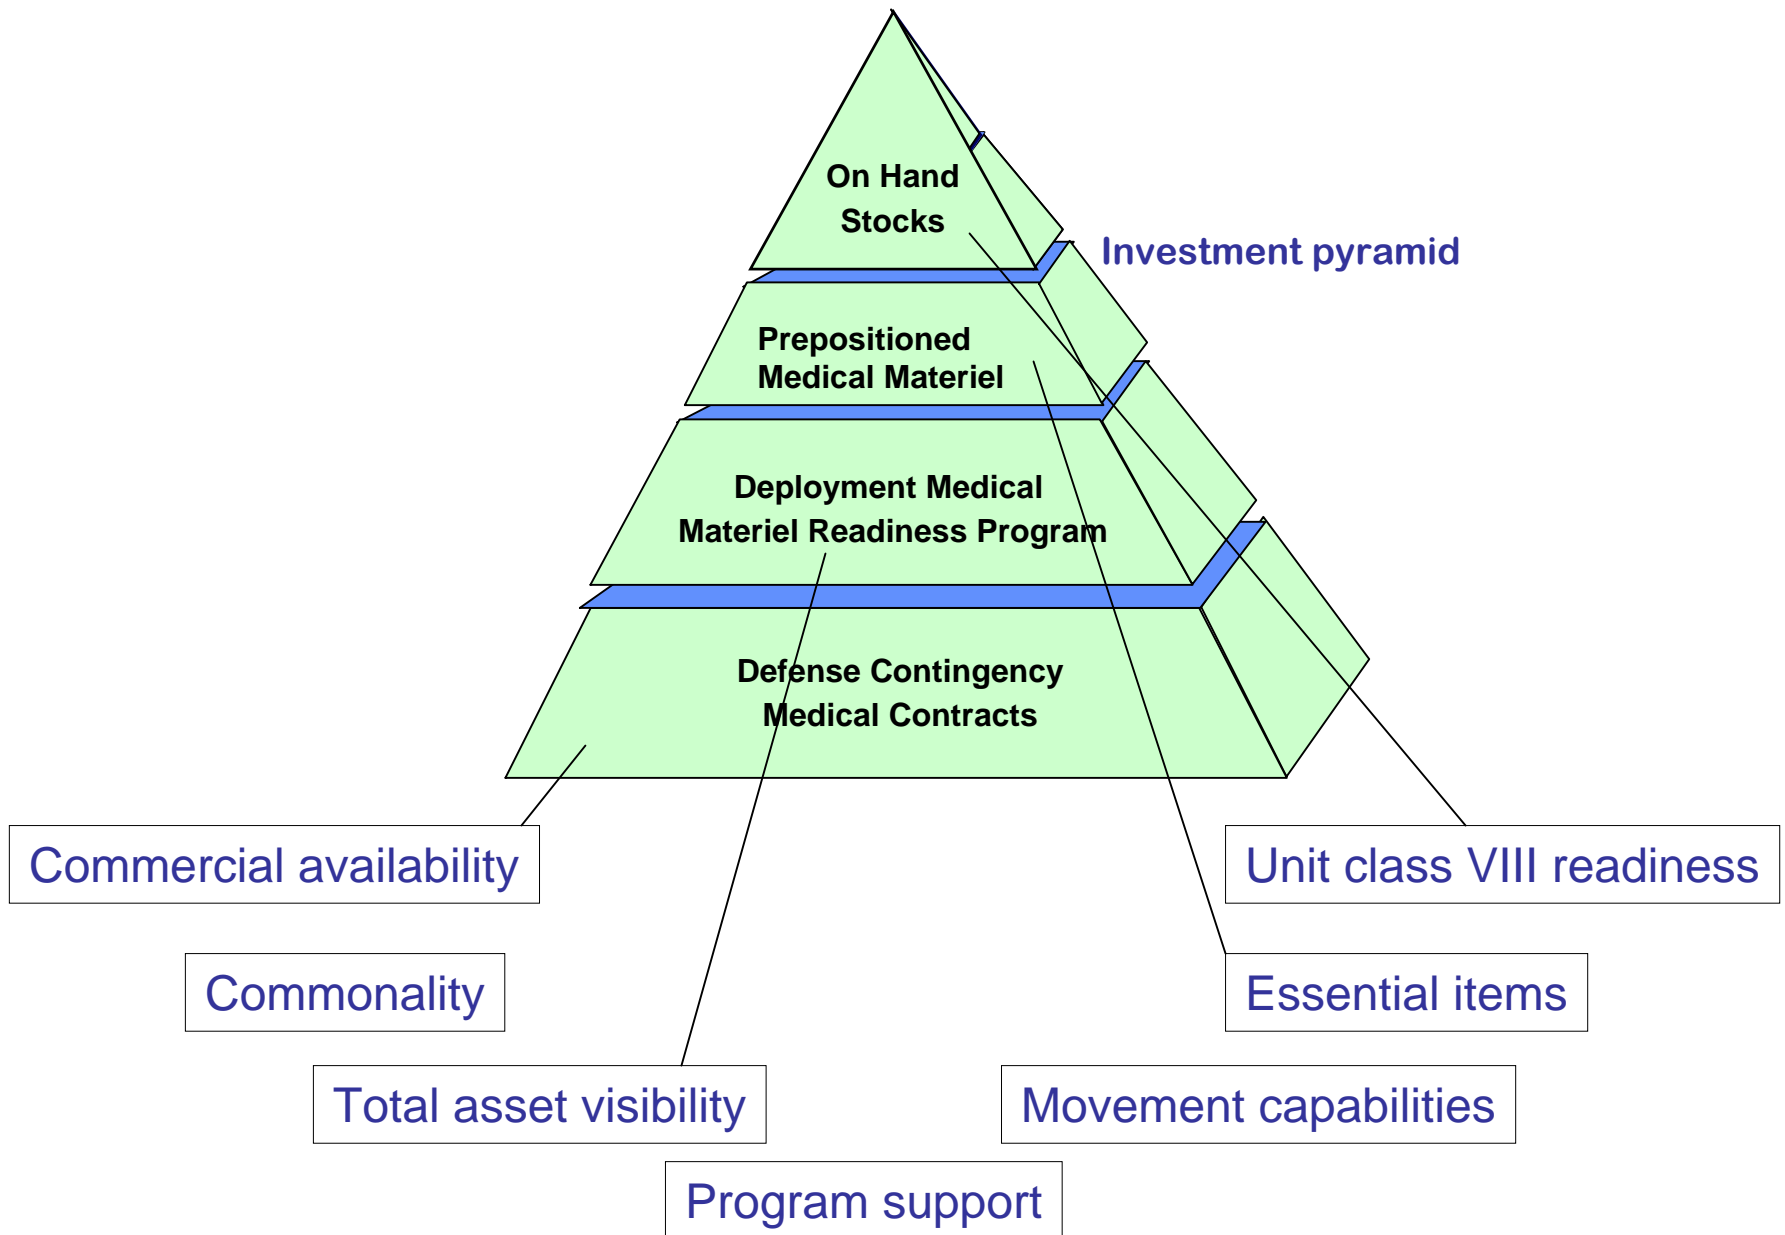 On Hand
Stocks
Investment pyramid
Prepositioned
Medical Materiel
Deployment Medical
Materiel Readiness Program
Defense Contingency
Medical Contracts
Commercial availability
Unit class VIII readiness
Commonality
Essential items
Total asset visibility
Movement capabilities
Program support